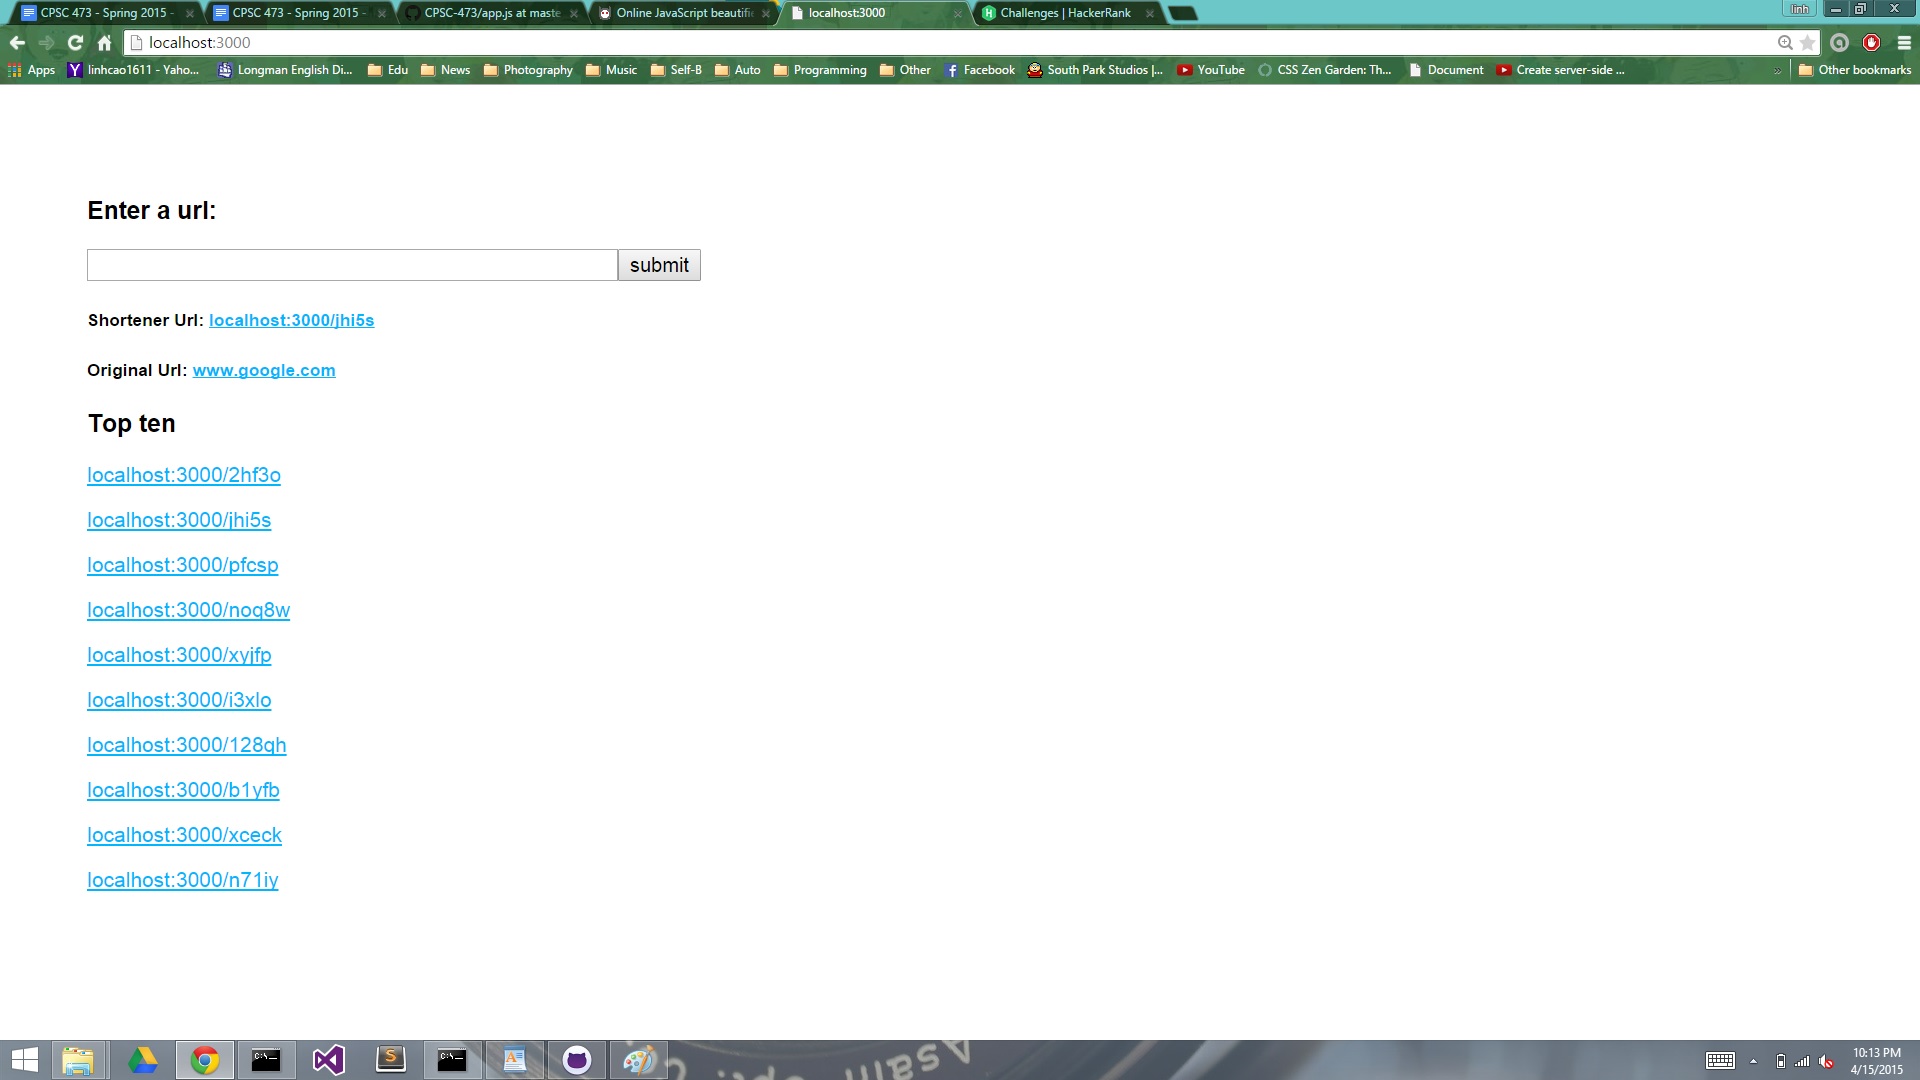 CPSC 473 - Spring 2015 - CPSC 473 - Spring 2015 - CPSC-473/app.js at maste Online JavaScript beautifi localhost:3000 Challenges | HackerRank linh
localhost:3000
Apps linhcao1611 - Yaho... Longman English Di... Edu News Photography Music Self-B Auto Programming Other Facebook South Park Studios |... YouTube CSS Zen Garden: Th... Document Create server-side ... » Other bookmarks
Enter a url:
submit
Shortener Url: localhost:3000/jhi5s
Original Url: www.google.com
Top ten
localhost:3000/2hf3o
localhost:3000/jhi5s
localhost:3000/pfcsp
localhost:3000/noq8w
localhost:3000/xyjfp
localhost:3000/i3xlo
localhost:3000/128qh
localhost:3000/b1yfb
localhost:3000/xceck
localhost:3000/n71iy
10:13 PM
4/15/2015